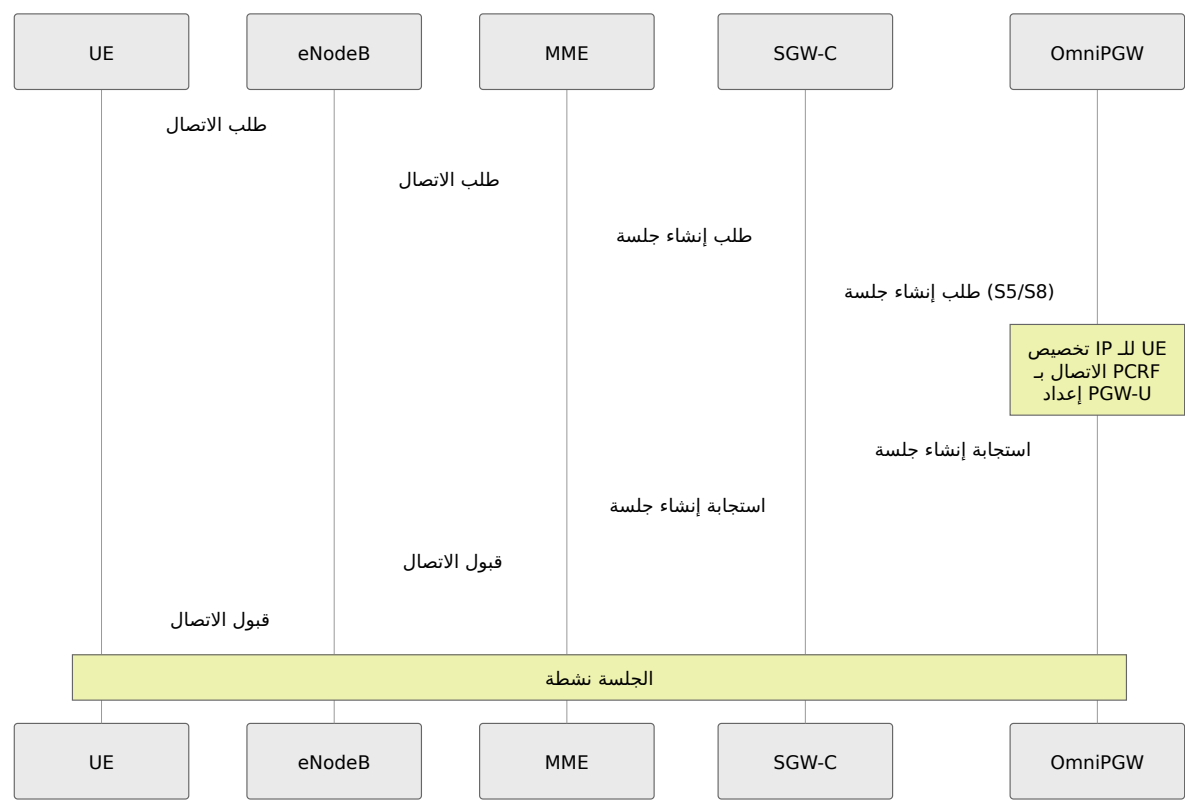 UE
eNodeB
MME
SGW-C
OmniPGW
طلب الاتصال
طلب الاتصال
طلب إنشاء جلسة
طلب إنشاء جلسة (S5/S8)
تخصيص IP للـ UE
الاتصال بـ PCRF
إعداد PGW-U
استجابة إنشاء جلسة
استجابة إنشاء جلسة
قبول الاتصال
قبول الاتصال
الجلسة نشطة
UE
eNodeB
MME
SGW-C
OmniPGW